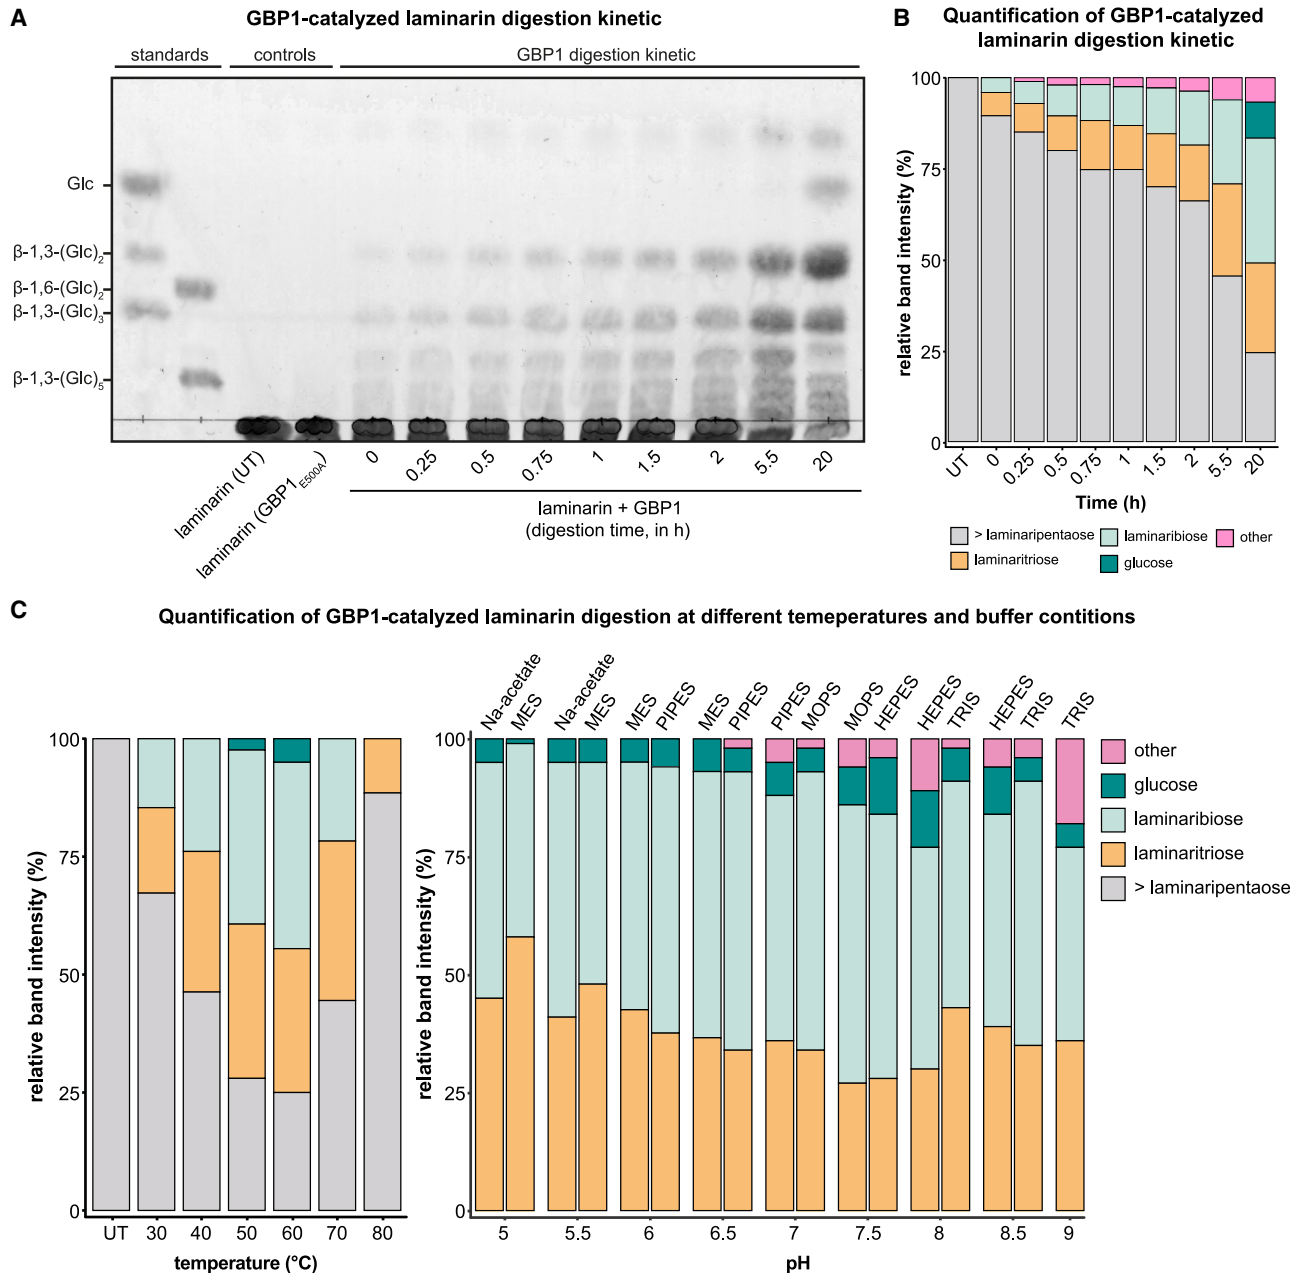 A
GBP1-catalyzed laminarin digestion kinetic
standards
controls
GBP1 digestion kinetic
Glc
β-1,3-(Glc)2
β-1,6-(Glc)2
β-1,3-(Glc)3
β-1,3-(Glc)5
laminarin (UT)
laminarin (GBP1 E500A)
0
0.25
0.5
0.75
1
1.5
2
5.5
20
laminarin + GBP1
(digestion time, in h)
B
Quantification of GBP1-catalyzed
laminarin digestion kinetic
relative band intensity (%)
100
75
50
25
0
UT
0
0.25
0.5
0.75
1
1.5
2
5.5
20
Time (h)
> laminaripentaose
laminaribiose
other
laminaritriose
glucose
C
Quantification of GBP1-catalyzed laminarin digestion at different temeperatures and buffer contitions
relative band intensity (%)
100
75
50
25
0
UT
30
40
50
60
70
80
temperature (°C)
Na-acetate
MES
Na-acetate
MES
MES
PIPES
MES
PIPES
PIPES
MOPS
MOPS
HEPES
HEPES
TRIS
HEPES
TRIS
TRIS
relative band intensity (%)
100
75
50
25
0
5
5.5
6
6.5
7
7.5
8
8.5
9
pH
other
glucose
laminaribiose
laminaritriose
> laminaripentaose